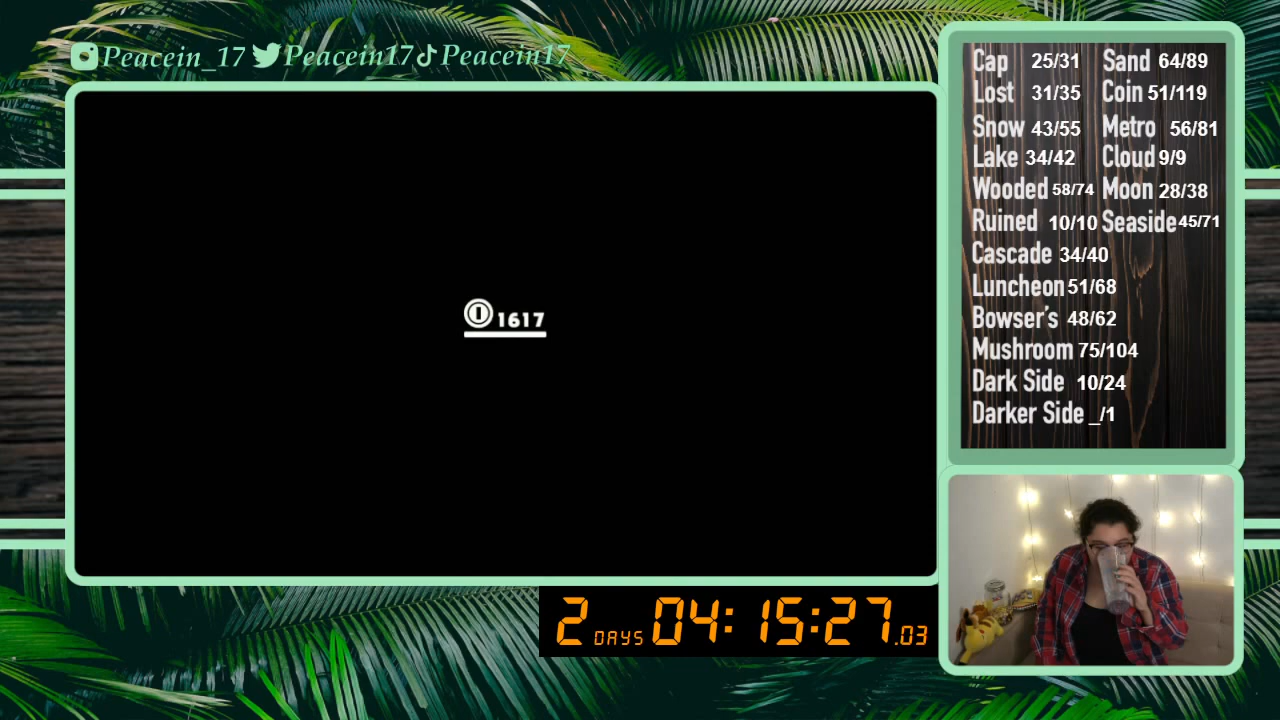 Peacein_17 Peacein17 Peacein17
Cap 25/31 Sand 64/89
Lost 31/35 Coin 51/119
Snow 43/55 Metro 56/81
Lake 34/42 Cloud 9/9
Wooded 58/74 Moon 28/38
Ruined 10/10 Seaside 45/71
Cascade 34/40
Luncheon 51/68
Bowser's 48/62
Mushroom 75/104
Dark Side 10/24
Darker Side _/1
1617
2 DAYS 04:15:27.03